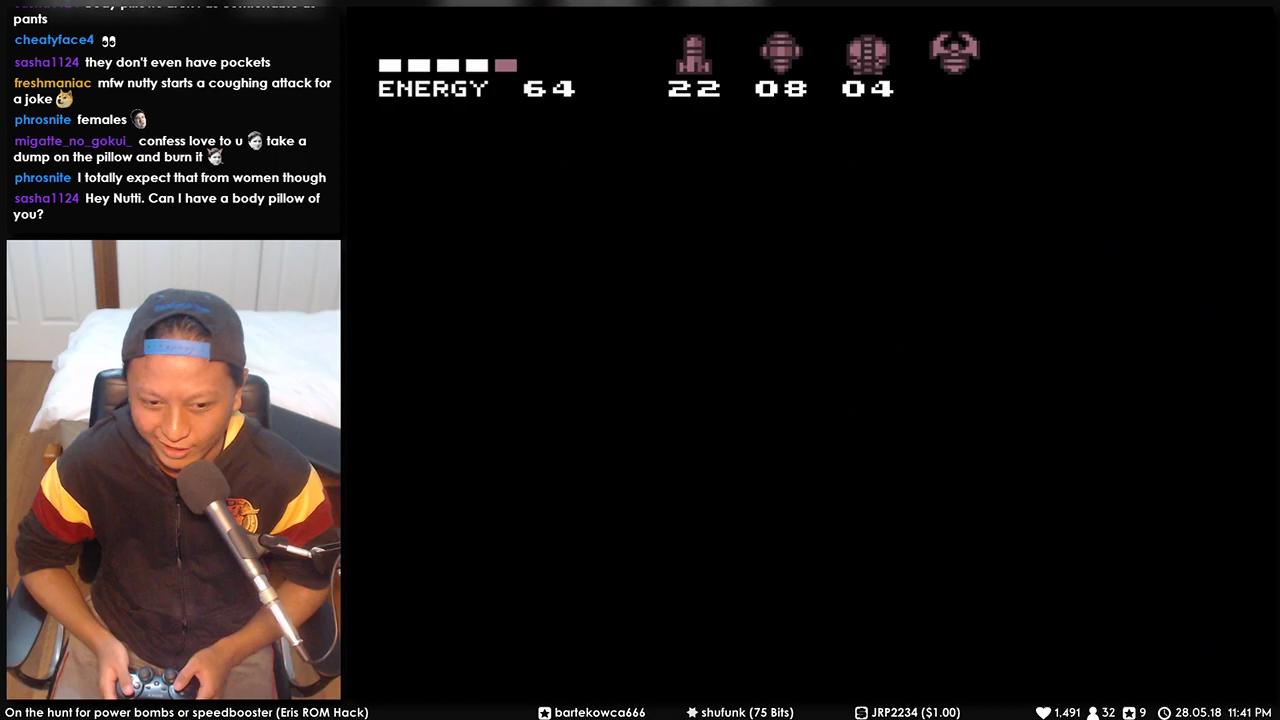 pants
cheatyface4
sasha1124 they don't even have pockets
freshmaniac mfw nutty starts a coughing attack for
a joke
phrosnite females
migatte_no_gokui_ confess love to u take a
dump on the pillow and burn it
phrosnite I totally expect that from women though
sasha1124 Hey Nutti. Can I have a body pillow of
you?
ENERGY 64 22 08 04
On the hunt for power bombs or speedbooster (Eris ROM Hack) bartekowca666 shufunk (75 Bits) JRP2234 ($1.00) 1,491 32 9 28.05.18 11:41 PM